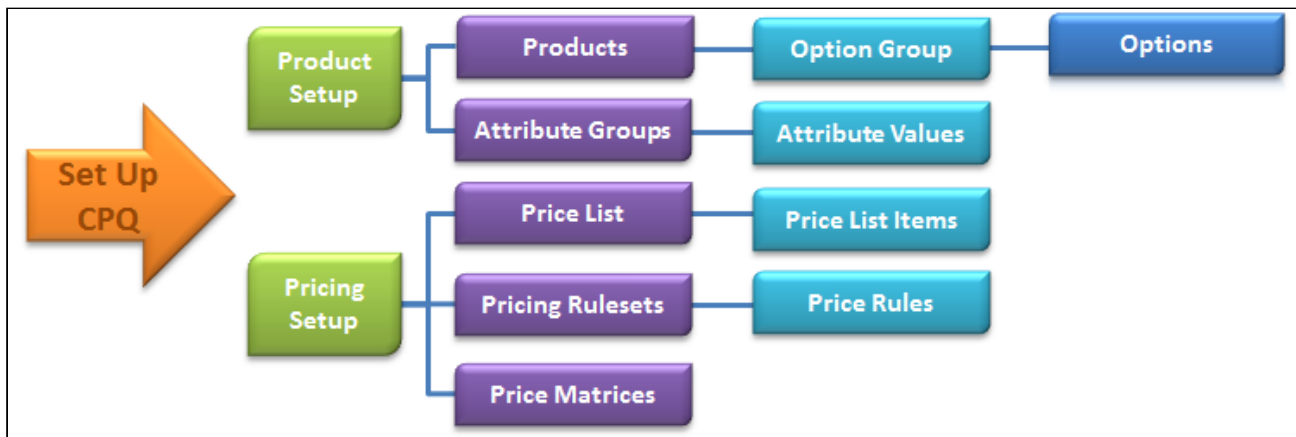 Set Up
CPQ
Product
Setup
Products
Option Group
Options
Attribute Groups
Attribute Values
Pricing
Setup
Price List
Price List Items
Pricing Rulesets
Price Rules
Price Matrices